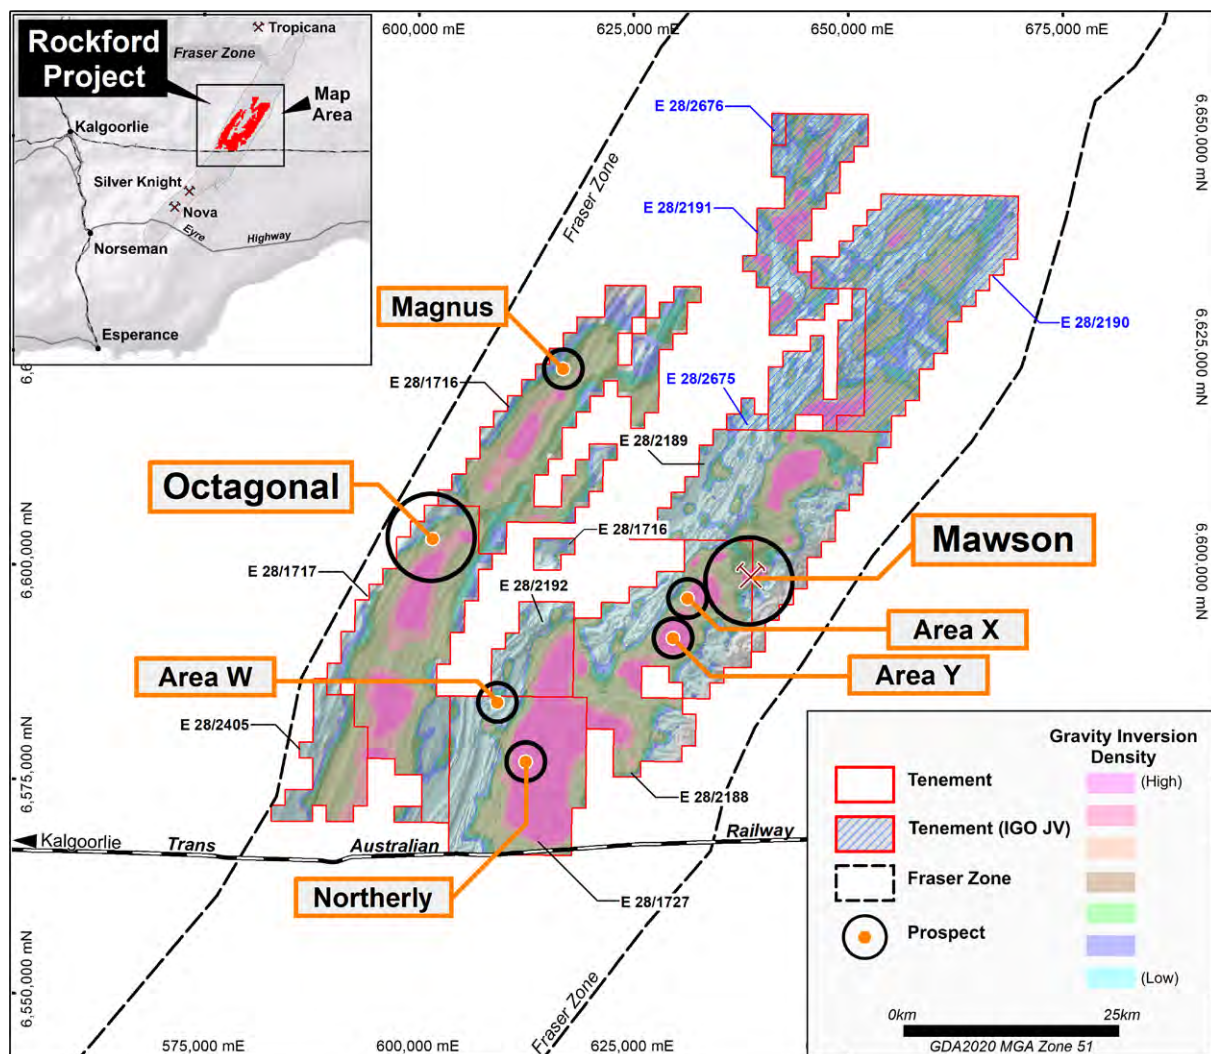 600,000 mE
625,000 mE
650,000 mE
675,000 mE
Rockford
Project
Tropicana
Fraser Zone
Map
Area
Kalgoorlie
Silver Knight
Nova
Eyre
Highway
Norseman
Esperance
6,650,000 mN
6,625,000 mN
6,600,000 mN
6,6
6,600,000 mN
6,575,000 mN
6,550,000 mN
Fraser Zone
E 28/2676
E 28/2191
E 28/2190
Magnus
E 28/1716
E 28/2675
E 28/2189
Octagonal
E 28/1716
Mawson
E 28/1717
E 28/2192
Area X
Area W
Area Y
E 28/2405
E 28/2188
Kalgoorlie
Trans
Australian
Railway
Northerly
E 28/1727
Fraser Zone
Gravity Inversion
Density
Tenement
(High)
Tenement (IGO JV)
Fraser Zone
Prospect
(Low)
0km
25km
GDA2020 MGA Zone 51
575,000 mE
600,000 mE
625,000 mE